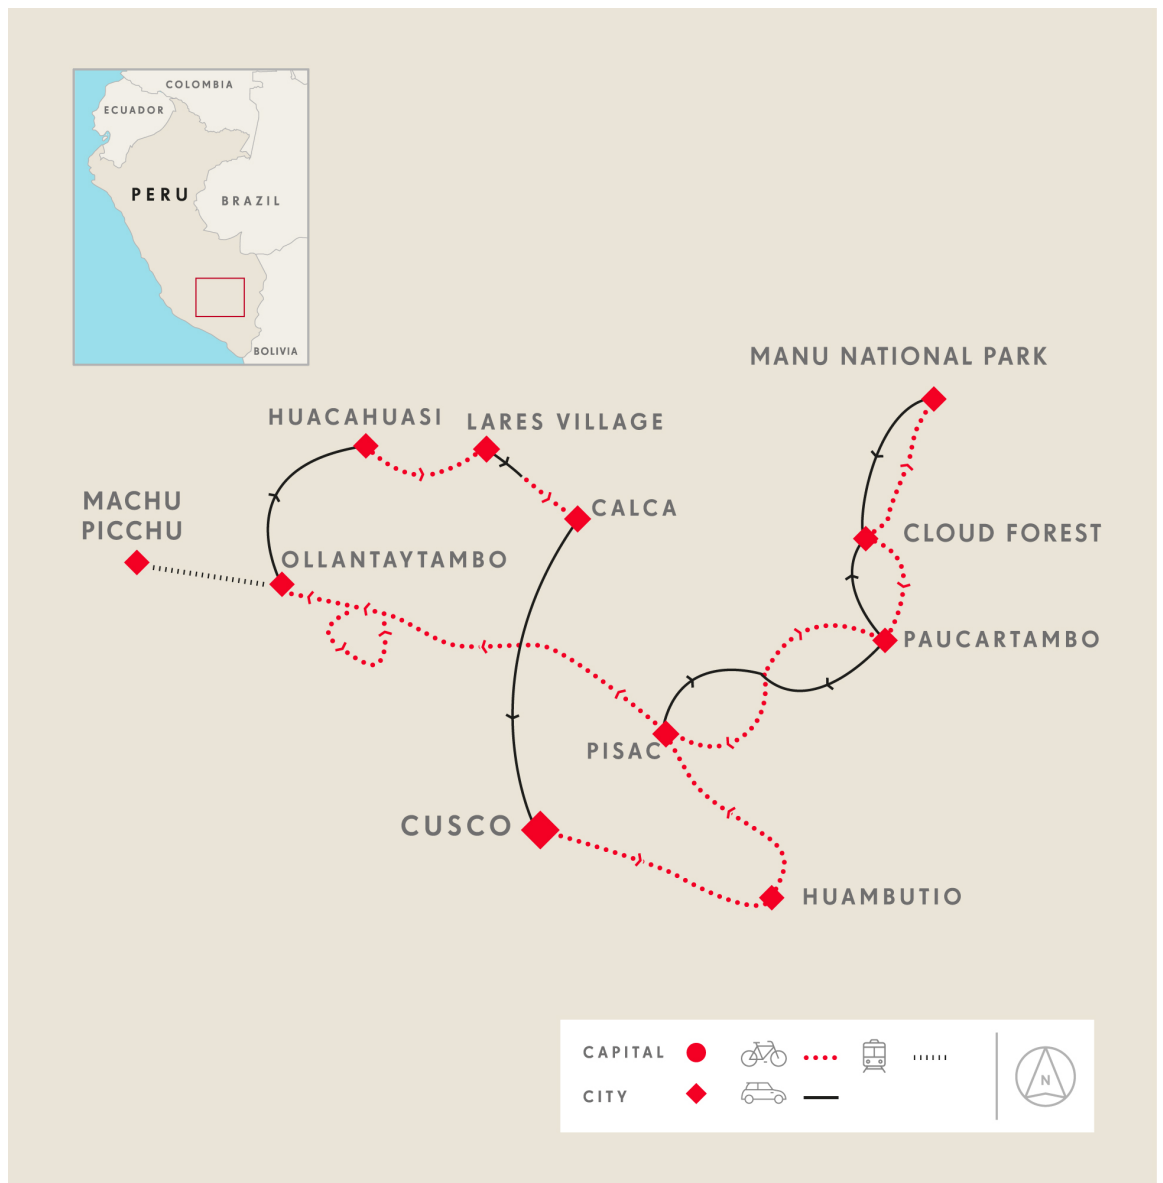 COLOMBIA
ECUADOR
PERU
BRAZIL
BOLIVIA
MANU NATIONAL PARK
HUACAHUASI
LARES VILLAGE
MACHU
PICCHU
CALCA
CLOUD FOREST
OLLANTAYTAMBO
PAUCARTAMBO
PISAC
CUSCO
HUAMBUTIO
CAPITAL
CITY
N